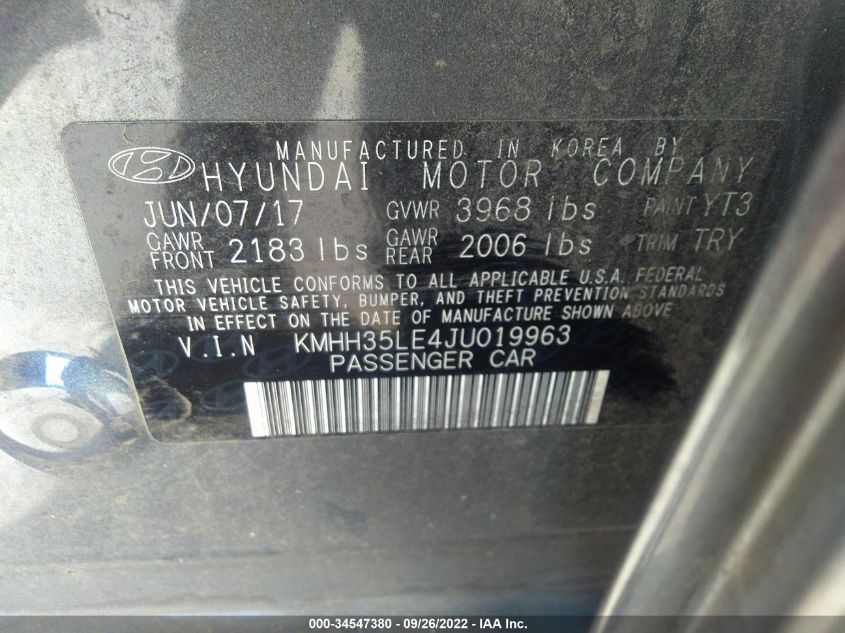 MANUFACTURED IN KOREA BY
HYUNDAI MOTOR COMPANY
JUN/07/17 GVWR 3968 lbs PAINT YT3
GAWR FRONT 2183 lbs GAWR REAR 2006 lbs TRIM TRY
THIS VEHICLE CONFORMS TO ALL APPLICABLE U.S.A. FEDERAL
MOTOR VEHICLE SAFETY, BUMPER, AND THEFT PREVENTION STANDARDS
IN EFFECT ON THE DATE OF MANUFACTURE SHOWN ABOVE
V.I.N KMHH35LE4JU019963
PASSENGER CAR
000-34547380 - 09/26/2022 - IAA Inc.